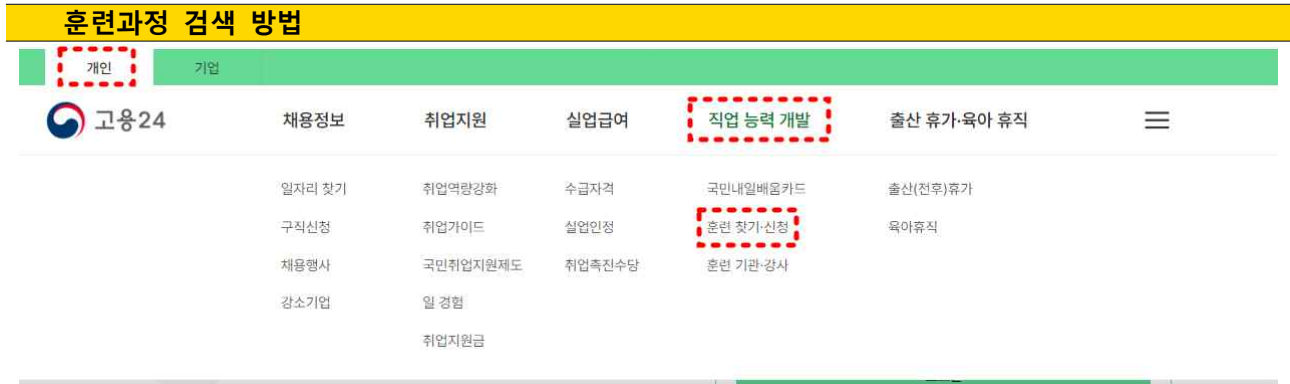 훈련과정 검색 방법
개인 기업
고용24 채용정보 취업지원 실업급여 직업 능력 개발 출산 휴가·육아 휴직
일자리 찾기 취업역량강화 수급자격 국민내일배움카드 출산(전후)휴가
구직신청 취업가이드 실업인정 훈련 찾기·신청 육아휴직
채용행사 국민취업지원제도 취업촉진수당 훈련 기관·강사
강소기업 일 경험
취업지원금